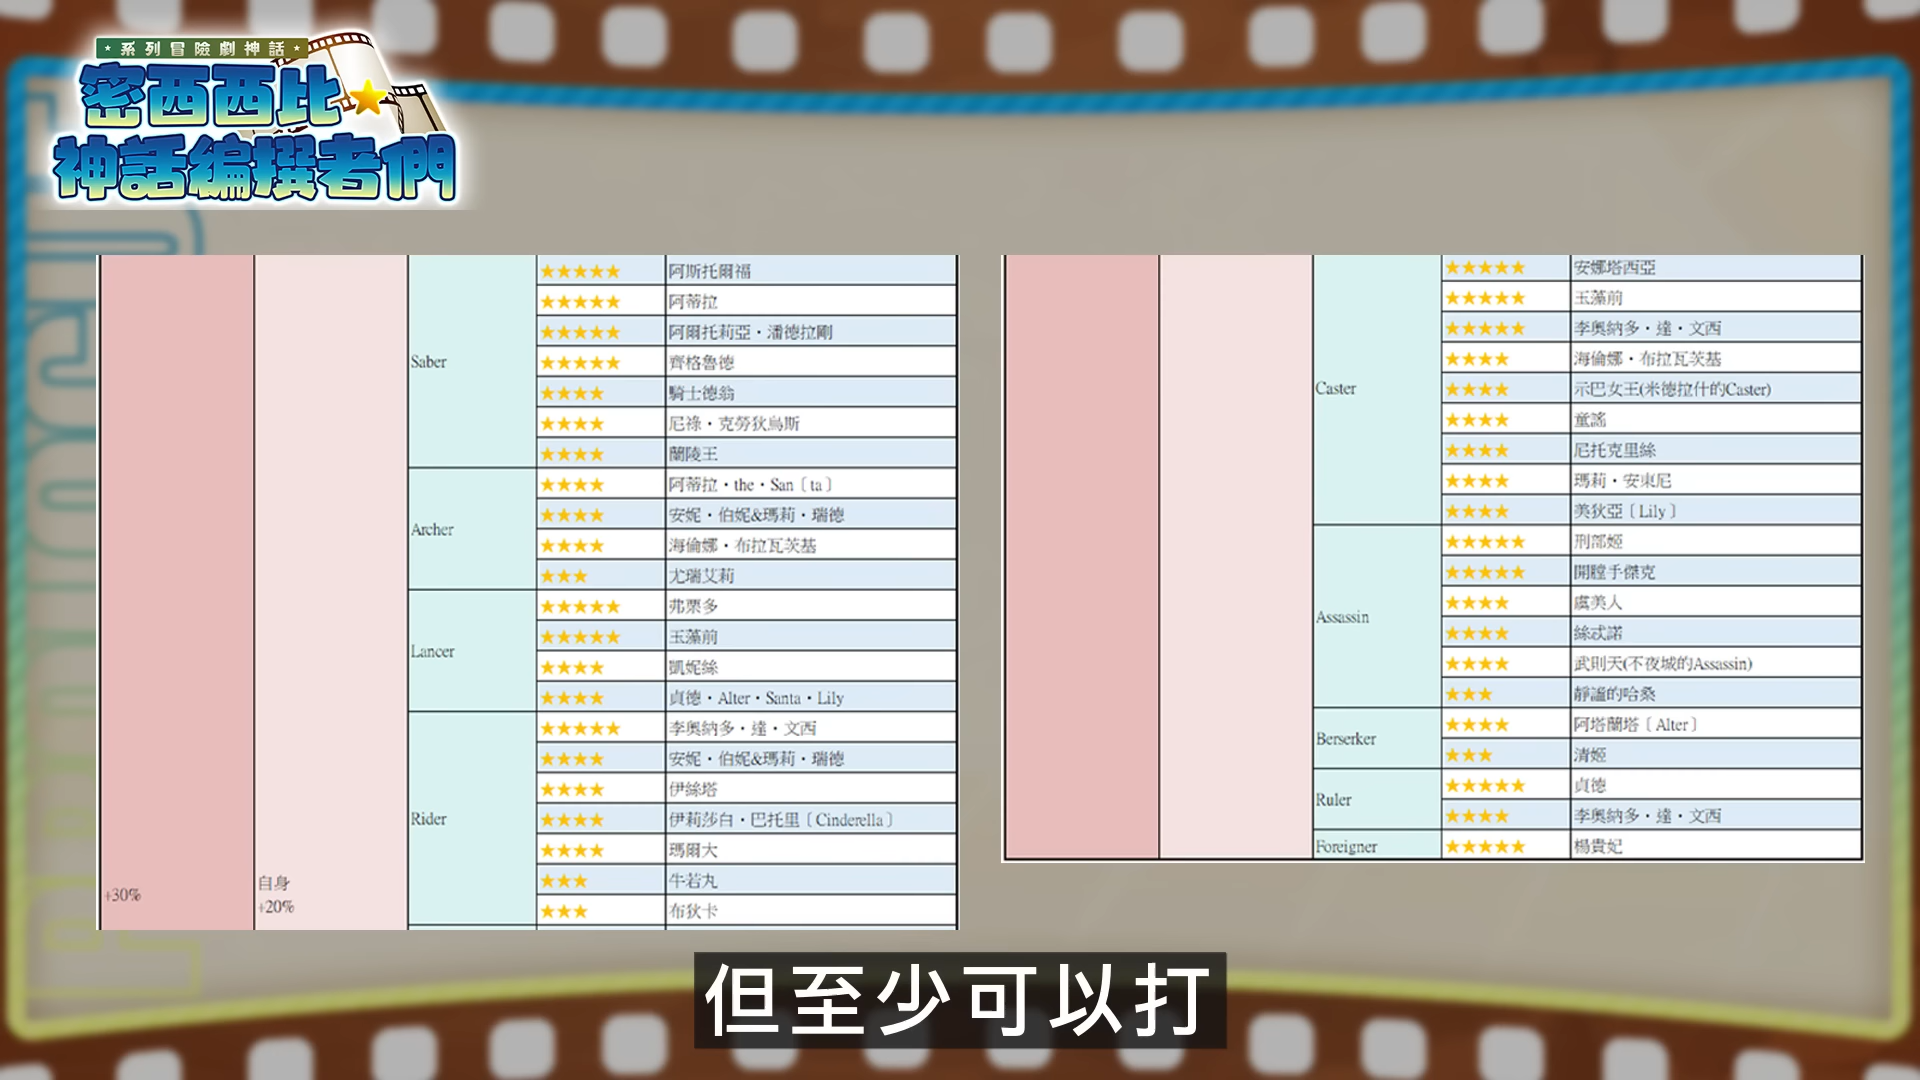 系列冒險劇神話
密西西比
神話編撰者們
+30%
自身
+20%
Saber
★★★★★ 阿斯托爾福
★★★★★ 阿蒂拉
★★★★★ 阿爾托莉亞・潘德拉剛
★★★★★ 齊格魯德
★★★★ 騎士德翁
★★★★ 尼祿・克勞狄烏斯
★★★★ 蘭陵王
Archer
★★★★ 阿蒂拉・the・San〔ta〕
★★★★ 安妮・伯妮&瑪莉・瑞德
★★★★ 海倫娜・布拉瓦茨基
★★★ 尤瑞艾莉
Lancer
★★★★★ 弗栗多
★★★★★ 玉藻前
★★★★ 凱妮絲
★★★★ 貞德・Alter・Santa・Lily
Rider
★★★★★ 李奧納多・達・文西
★★★★ 安妮・伯妮&瑪莉・瑞德
★★★★ 伊絲塔
★★★★ 伊莉莎白・巴托里〔Cinderella〕
★★★★ 瑪爾大
★★★ 牛若丸
★★★ 布狄卡
Caster
★★★★★ 安娜塔西亞
★★★★★ 玉藻前
★★★★★ 李奧納多・達・文西
★★★★ 海倫娜・布拉瓦茨基
★★★★ 示巴女王(米德拉什的Caster)
★★★★ 童謠
★★★★ 尼托克里絲
★★★★ 瑪莉・安東尼
★★★★ 美狄亞〔Lily〕
Assassin
★★★★★ 刑部姬
★★★★★ 開膛手傑克
★★★★ 虞美人
★★★★ 絲忒諾
★★★★ 武則天(不夜城的Assassin)
★★★ 靜謐的哈桑
Berserker
★★★★ 阿塔蘭塔〔Alter〕
★★★ 清姬
Ruler
★★★★★ 貞德
★★★★ 李奧納多・達・文西
Foreigner
★★★★★ 楊貴妃
但至少可以打